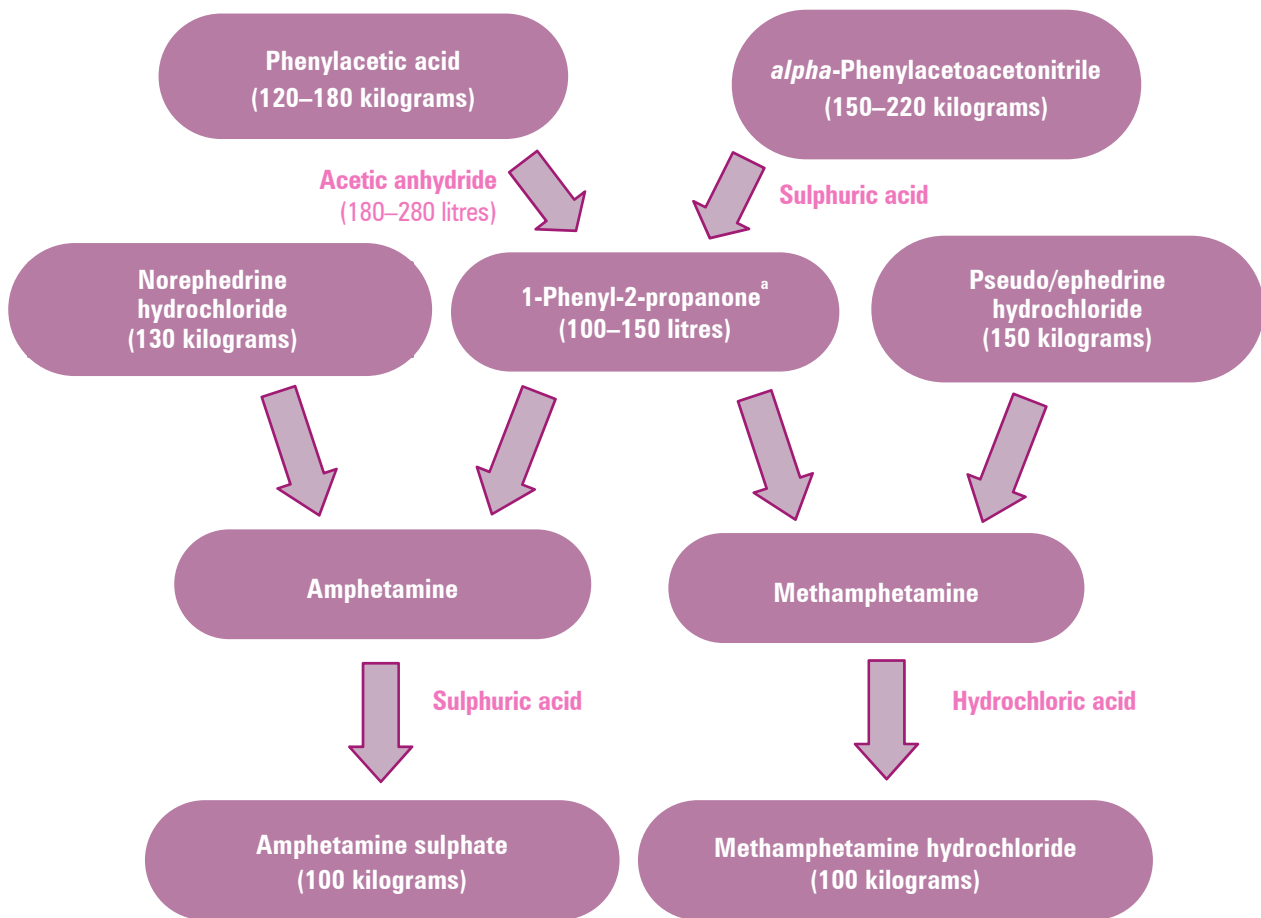 Phenylacetic acid
(120–180 kilograms)
alpha-Phenylacetoacetonitrile
(150–220 kilograms)
Acetic anhydride
(180–280 litres)
Sulphuric acid
Norephedrine
hydrochloride
(130 kilograms)
1-Phenyl-2-propanoneᵃ
(100–150 litres)
Pseudo/ephedrine
hydrochloride
(150 kilograms)
Amphetamine
Methamphetamine
Sulphuric acid
Hydrochloric acid
Amphetamine sulphate
(100 kilograms)
Methamphetamine hydrochloride
(100 kilograms)